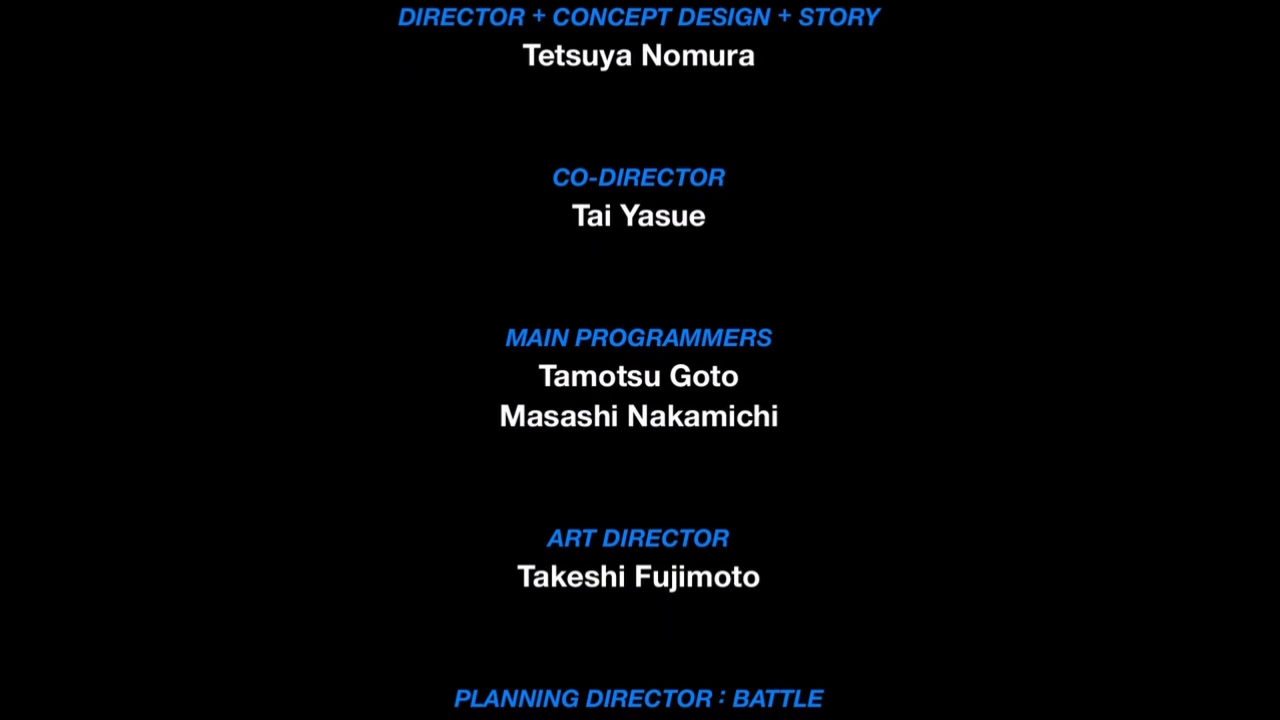 DIRECTOR + CONCEPT DESIGN + STORY
Tetsuya Nomura
CO-DIRECTOR
Tai Yasue
MAIN PROGRAMMERS
Tamotsu Goto
Masashi Nakamichi
ART DIRECTOR
Takeshi Fujimoto
PLANNING DIRECTOR : BATTLE